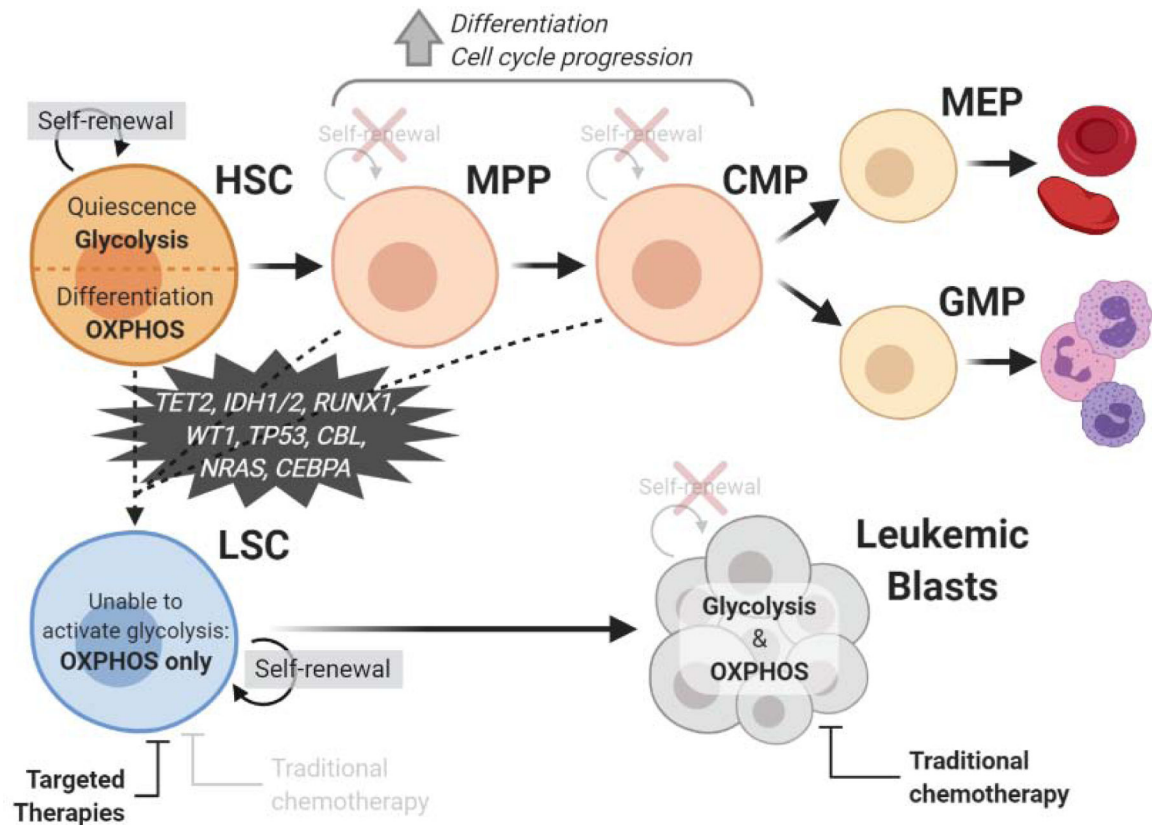 Differentiation
Cell cycle progression
Self-renewal
HSC
Self-renewal
MPP
Self-renewal
CMP
MEP
Quiescence
Glycolysis
Differentiation
OXPHOS
GMP
TET2, IDH1/2, RUNX1,
WT1, TP53, CBL,
NRAS, CEBPA
LSC
Unable to
activate glycolysis:
OXPHOS only
Self-renewal
Self-renewal
Leukemic
Blasts
Glycolysis
&
OXPHOS
Targeted
Therapies
Traditional
chemotherapy
Traditional
chemotherapy